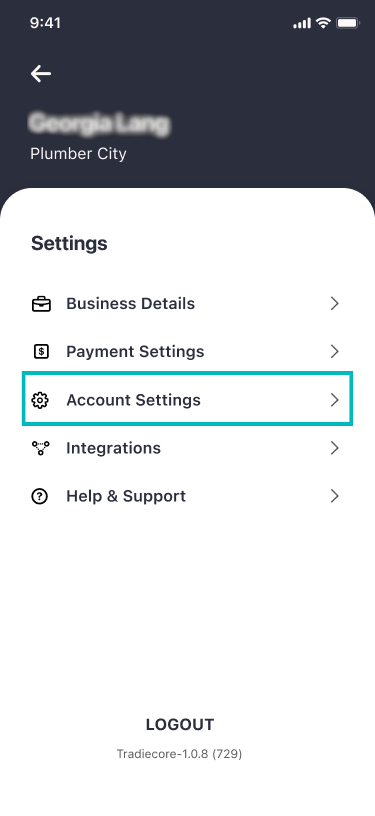 9:41
Georgia Lang
Plumber City
Settings
Business Details
Payment Settings
Account Settings
Integrations
Help & Support
LOGOUT
Tradiecore-1.0.8 (729)